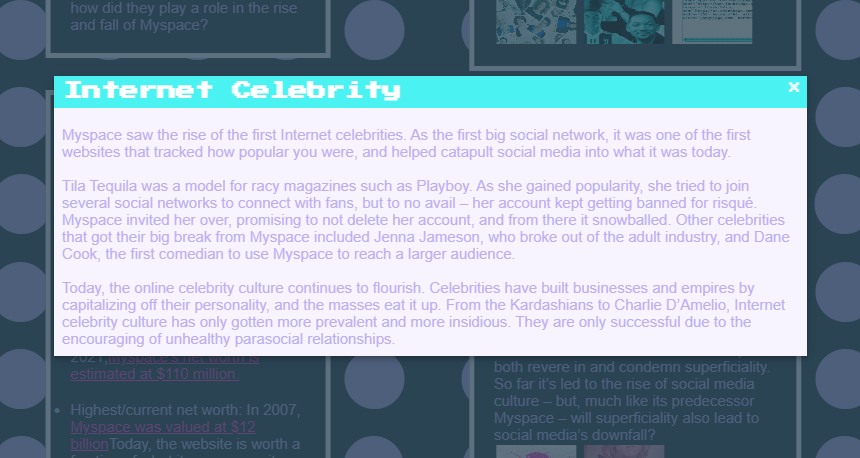 how did they play a role in the rise
and fall of Myspace?
Internet Celebrity ×
Myspace saw the rise of the first Internet celebrities. As the first big social network, it was one of the first
websites that tracked how popular you were, and helped catapult social media into what it was today.
Tila Tequila was a model for racy magazines such as Playboy. As she gained popularity, she tried to join
several social networks to connect with fans, but to no avail – her account kept getting banned for risqué.
Myspace invited her over, promising to not delete her account, and from there it snowballed. Other celebrities
that got their big break from Myspace included Jenna Jameson, who broke out of the adult industry, and Dane
Cook, the first comedian to use Myspace to reach a larger audience.
Today, the online celebrity culture continues to flourish. Celebrities have built businesses and empires by
capitalizing off their personality, and the masses eat it up. From the Kardashians to Charlie D’Amelio, Internet
celebrity culture has only gotten more prevalent and more insidious. They are only successful due to the
encouraging of unhealthy parasocial relationships.
2021, Myspace's net worth is
estimated at $110 million.
• Highest/current net worth: In 2007,
Myspace was valued at $12
billionToday, the website is worth a
both revere in and condemn superficiality.
So far it’s led to the rise of social media
culture – but, much like its predecessor
Myspace – will superficiality also lead to
social media’s downfall?